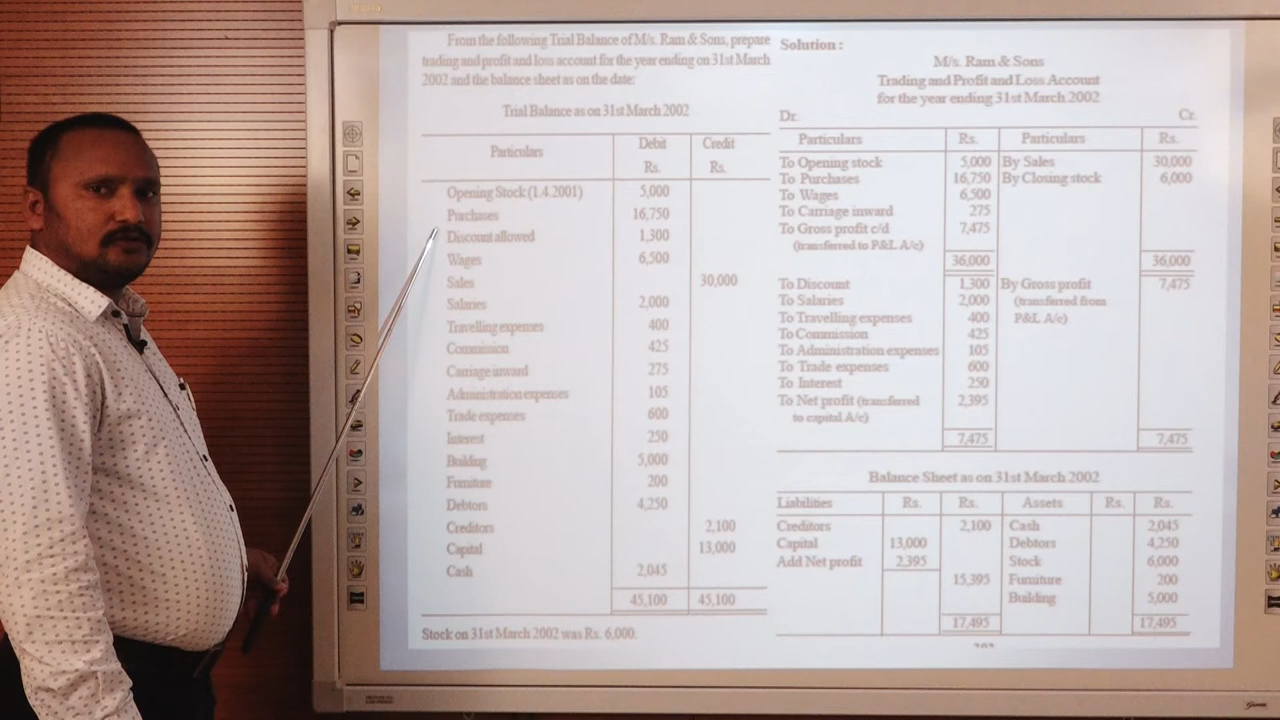 From the following Trial Balance of M/s. Ram & Sons, prepare
trading and profit and loss account for the year ending on 31st March
2002 and the balance sheet as on the date:
Trial Balance as on 31st March 2002
Particulars Debit Rs. Credit Rs.
Opening Stock (1.4.2001) 5,000
Purchases 16,750
Discount allowed 1,300
Wages 6,500
Sales 30,000
Salaries 2,000
Travelling expenses 400
Commission 425
Carriage inward 275
Administration expenses 105
Trade expenses 600
Interest 250
Building 5,000
Furniture 200
Debtors 4,250
Creditors 2,100
Capital 13,000
Cash 2,045
45,100 45,100
Stock on 31st March 2002 was Rs. 6,000.
Solution :
M/s. Ram & Sons
Trading and Profit and Loss Account
for the year ending 31st March 2002
Dr. Cr.
Particulars Rs. Particulars Rs.
To Opening stock 5,000 By Sales 30,000
To Purchases 16,750 By Closing stock 6,000
To Wages 6,500
To Carriage inward 275
To Gross profit c/d 7,475
(transferred to P&L A/c)
36,000 36,000
To Discount 1,300 By Gross profit 7,475
To Salaries 2,000 (transferred from
To Travelling expenses 400 P&L A/c)
To Commission 425
To Administration expenses 105
To Trade expenses 600
To Interest 250
To Net profit (transferred 2,395
to capital A/c)
7,475 7,475
Balance Sheet as on 31st March 2002
Liabilities Rs. Rs. Assets Rs. Rs.
Creditors 2,100 Cash 2,045
Capital 13,000 Debtors 4,250
Add Net profit 2,395 Stock 6,000
15,395 Furniture 200
Building 5,000
17,495 17,495